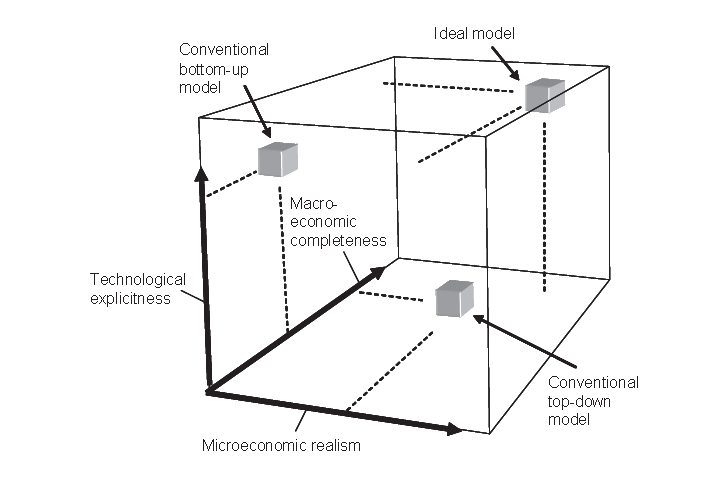 Ideal model
Conventional
bottom-up
model
Macro-
economic
completeness
Technological
explicitness
Conventional
top-down
model
Microeconomic realism